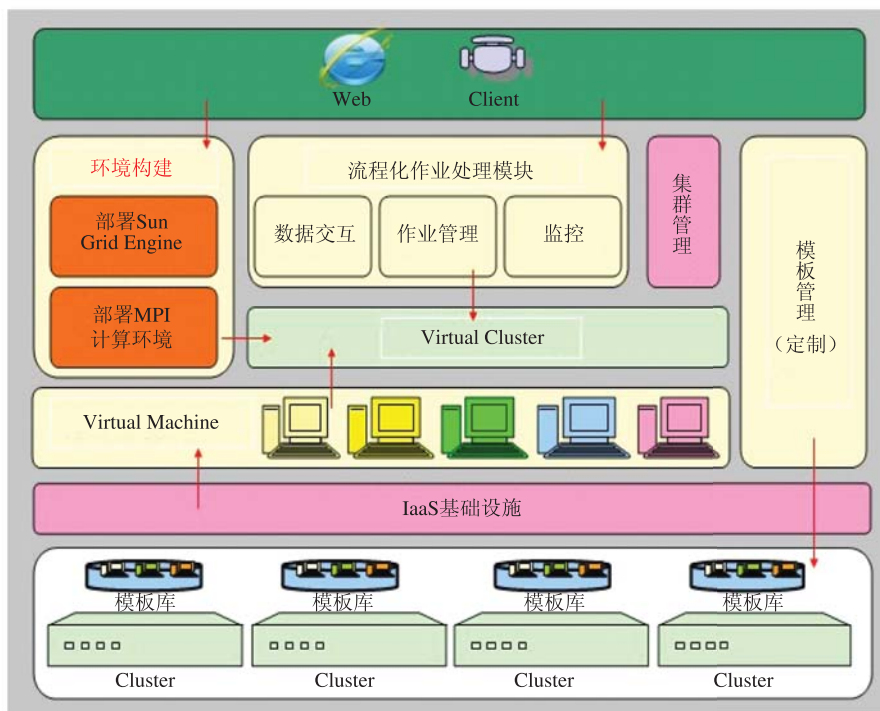 Web
Client
环境构建
部署Sun
Grid Engine
部署MPI
计算环境
流程化作业处理模块
数据交互
作业管理
监控
集群管理
模板管理
（定制）
Virtual Cluster
Virtual Machine
IaaS基础设施
模板库
模板库
模板库
模板库
Cluster
Cluster
Cluster
Cluster